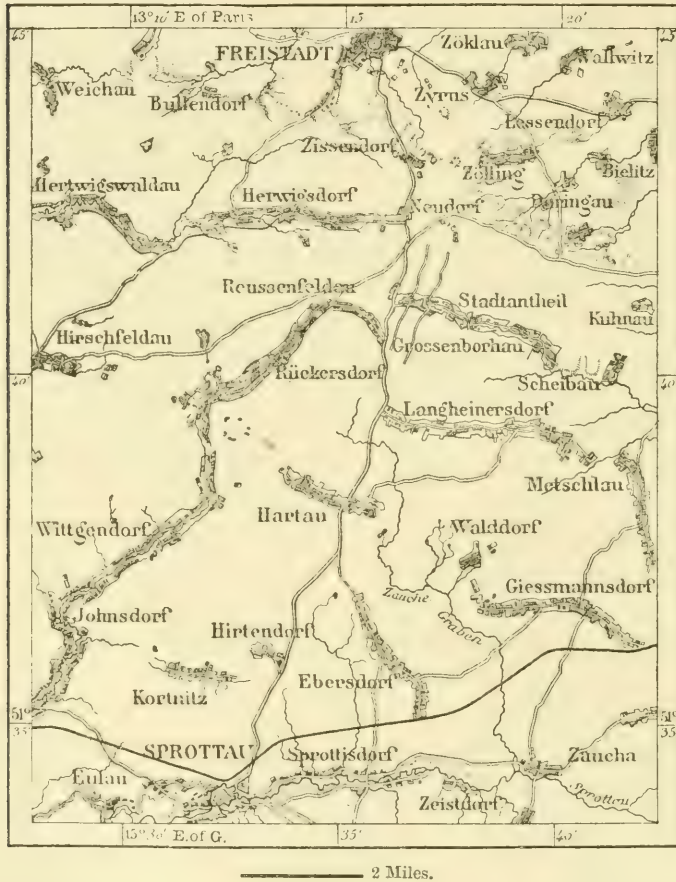 13° 10' E of Paris 15 20'
45 45
FREISTADT Zöklau
Wallwitz
Weichau Bullendorf Zyrus
Lessendorf
Zissendorf Zölling Bielitz
Hertwigswaldau Herwigsdorf Neudorf Döringau
Reussenfeldau Stadtantheil
Kuhnau
Hirschfeldau Grossenborhau
40' 40
Rückersdorf Scheibau
Langheinersdorf
Metschlau
Hartau Walddorf
Wittgendorf
Zauche Giessmannsdorf
Johnsdorf Graben
Hirtendorf
Kortnitz Ebersdorf
51° 51°
35 35
SPROTTAU Sprottisdorf Zaucha
Eulau Zeisdorf Sprottau
15° 30' E. of G. 35' 40'
2 Miles.